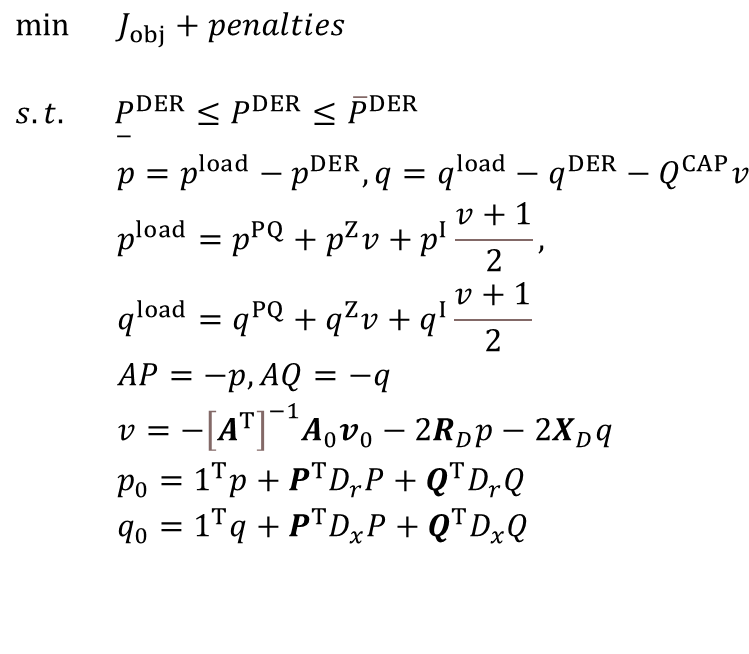 min J_obj + penalties
s.t. P̲^DER ≤ P^DER ≤ P̅^DER
p = p^load − p^DER, q = q^load − q^DER − Q^CAP v
p^load = p^PQ + p^Z v + p^I (v + 1)/2,
q^load = q^PQ + q^Z v + q^I (v + 1)/2
AP = −p, AQ = −q
v = −[A^T]^−1 A_0 v_0 − 2R_D p − 2X_D q
p_0 = 1^T p + P^T D_r P + Q^T D_r Q
q_0 = 1^T q + P^T D_x P + Q^T D_x Q